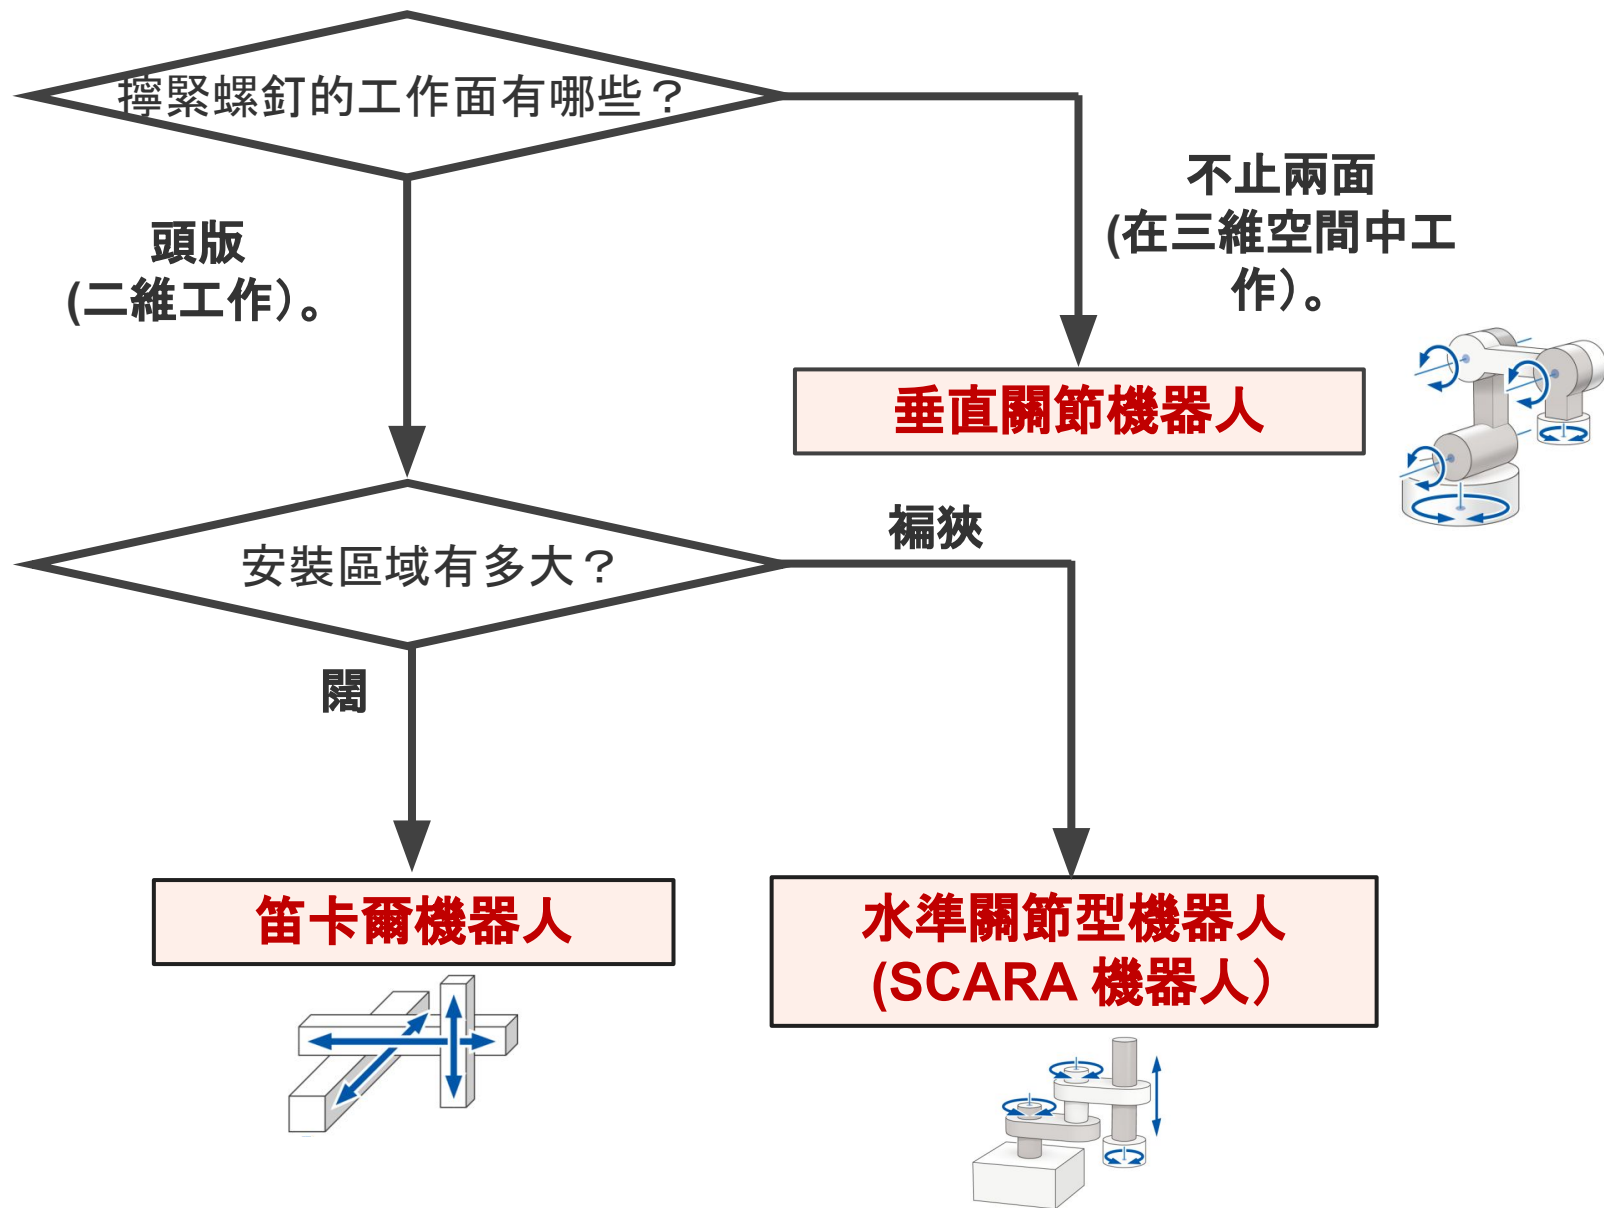 擰緊螺釘的工作面有哪些？
不止兩面
(在三維空間中工
作）。
頭版
(二維工作）。
垂直關節機器人
褊狹
安裝區域有多大？
闊
笛卡爾機器人
水準關節型機器人
(SCARA 機器人）